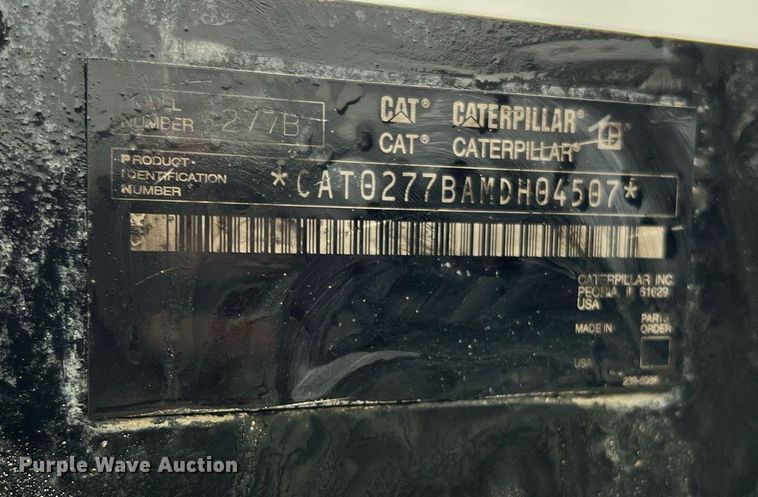 MODEL
NUMBER 277B
CAT® CATERPILLAR®
CAT® CATERPILLAR®
PRODUCT
IDENTIFICATION
NUMBER *CAT0277BAMDH04507*
CATERPILLAR INC.
PEORIA IL 61629
USA
MADE IN
PARTS
ORDER
USA
Purple Wave Auction